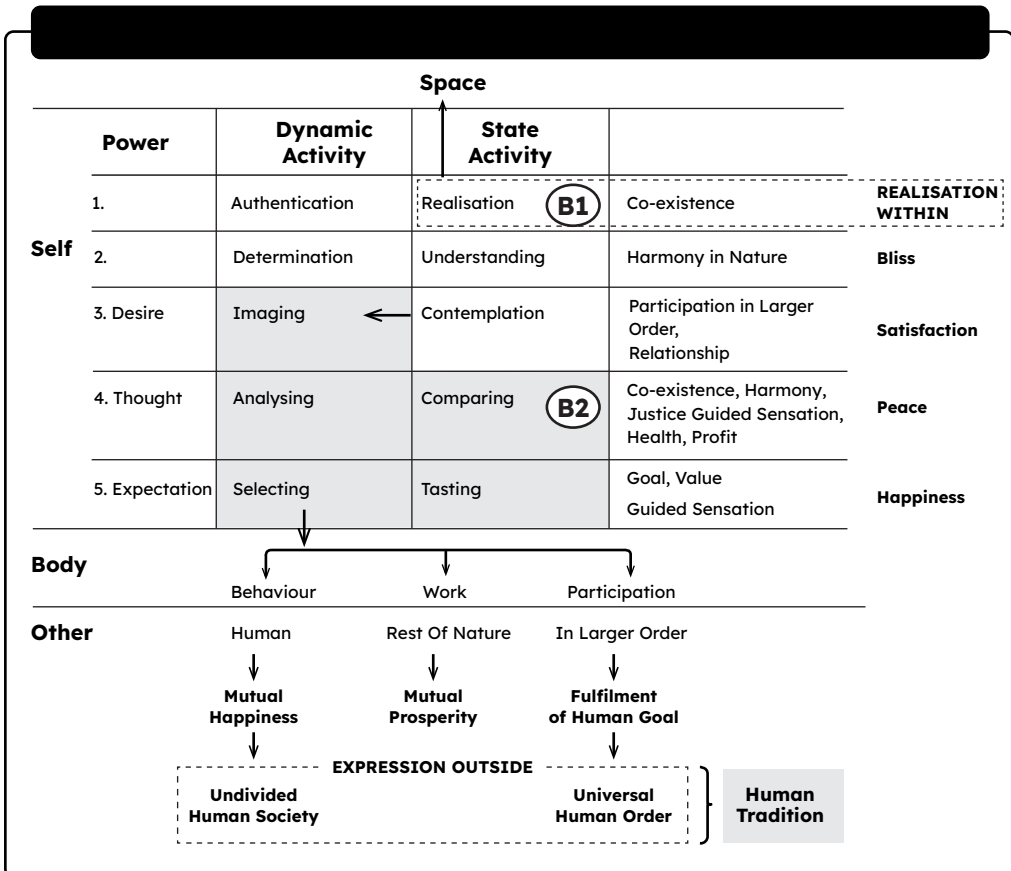 Space
Power
Dynamic
Activity
State
Activity
Self
1.
Authentication
Realisation
B1
Co-existence
REALISATION
WITHIN
2.
Determination
Understanding
Harmony in Nature
Bliss
3. Desire
Imaging
Contemplation
Participation in Larger
Order,
Relationship
Satisfaction
4. Thought
Analysing
Comparing
B2
Co-existence, Harmony,
Justice Guided Sensation,
Health, Profit
Peace
5. Expectation
Selecting
Tasting
Goal, Value
Guided Sensation
Happiness
Body
Behaviour
Work
Participation
Other
Human
Rest Of Nature
In Larger Order
Mutual
Happiness
Mutual
Prosperity
Fulfilment
of Human Goal
EXPRESSION OUTSIDE
Undivided
Human Society
Universal
Human Order
Human
Tradition